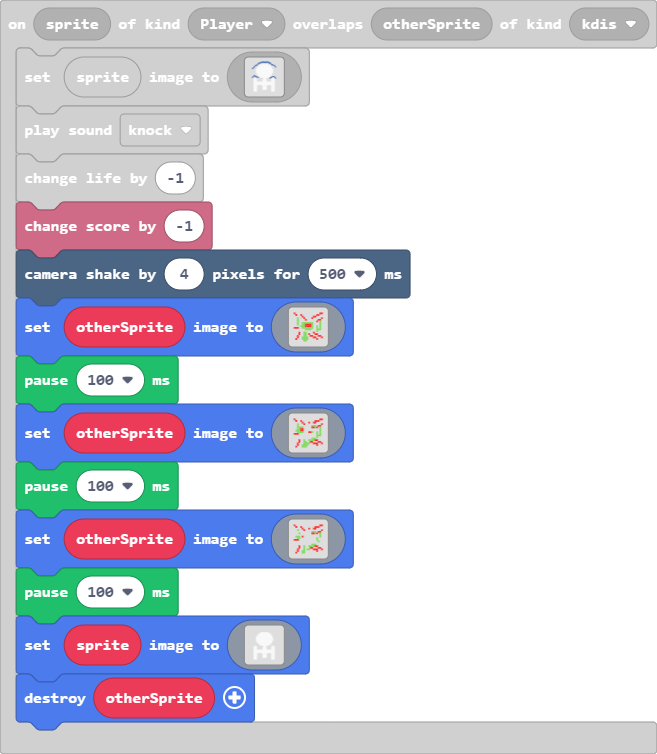 on sprite of kind Player overlaps otherSprite of kind kdis
set sprite image to
play sound knock
change life by -1
change score by -1
camera shake by 4 pixels for 500 ms
set otherSprite image to
pause 100 ms
set otherSprite image to
pause 100 ms
set otherSprite image to
pause 100 ms
set sprite image to
destroy otherSprite